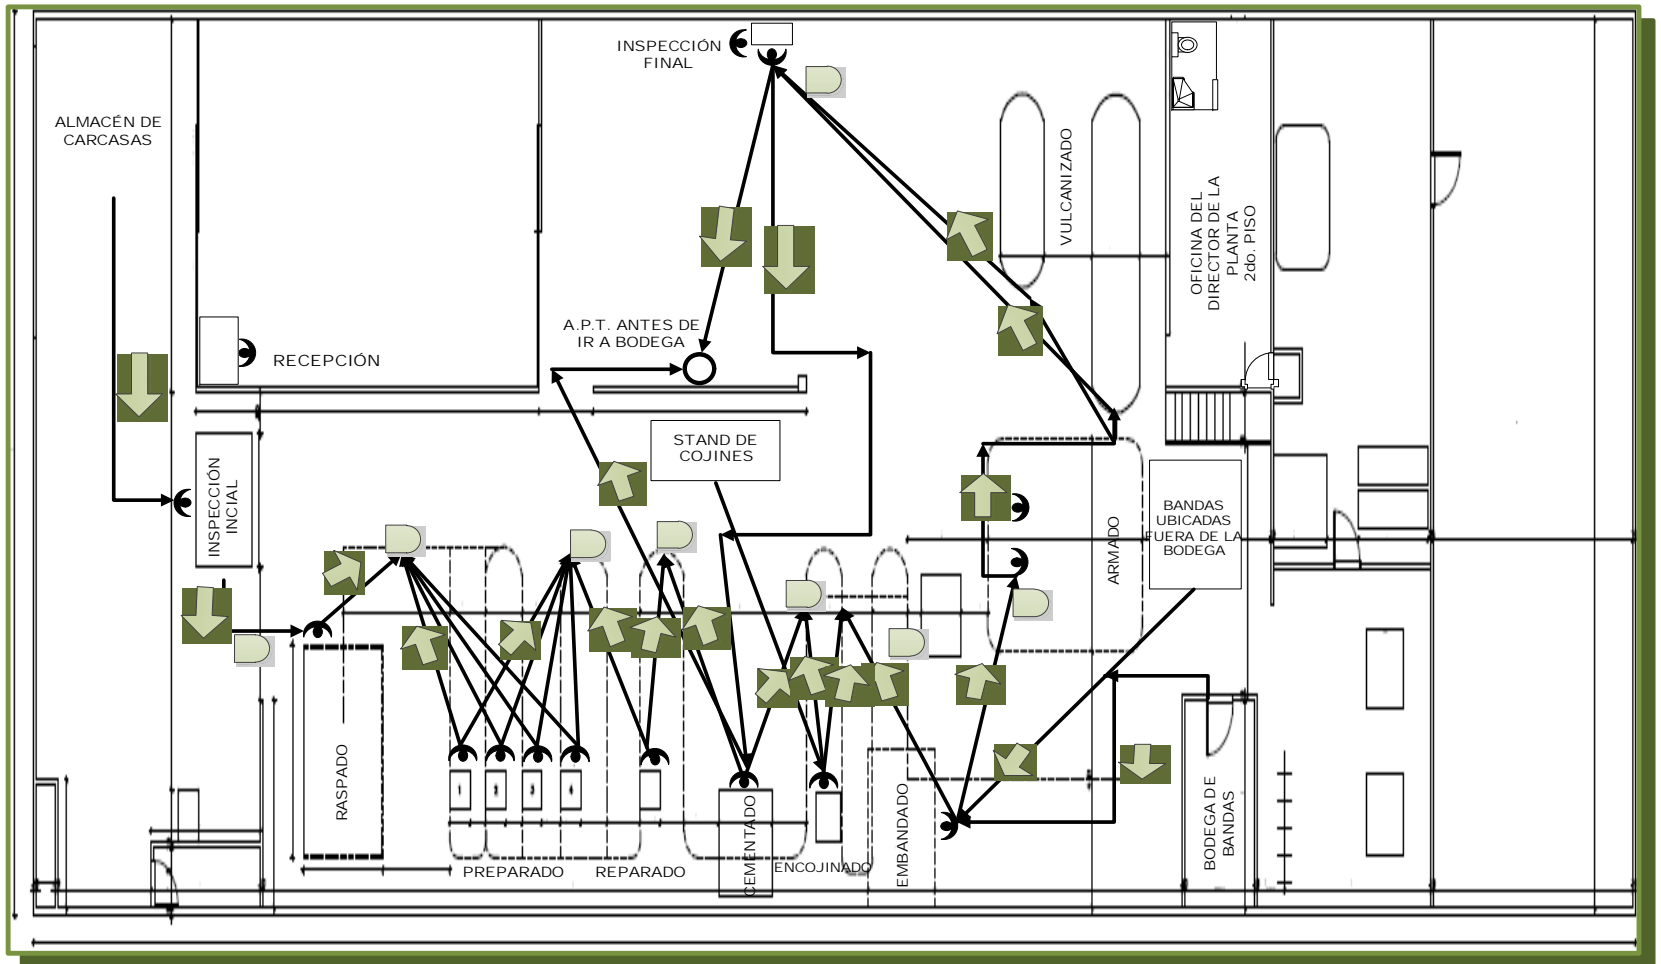 INSPECCIÓN
FINAL
ALMACÉN DE
CARCASAS
VULCANIZADO
OFICINA DEL
DIRECTOR DE LA
PLANTA
2do. PISO
A.P.T. ANTES DE
IR A BODEGA
RECEPCIÓN
STAND DE
COJINES
INSPECCIÓN
INCIAL
BANDAS
UBICADAS
FUERA DE LA
BODEGA
ARMADO
RASPADO
1
2
3
4
CEMENTADO
EMBANDADO
BODEGA DE
BANDAS
PREPARADO
REPARADO
ENCOJINADO